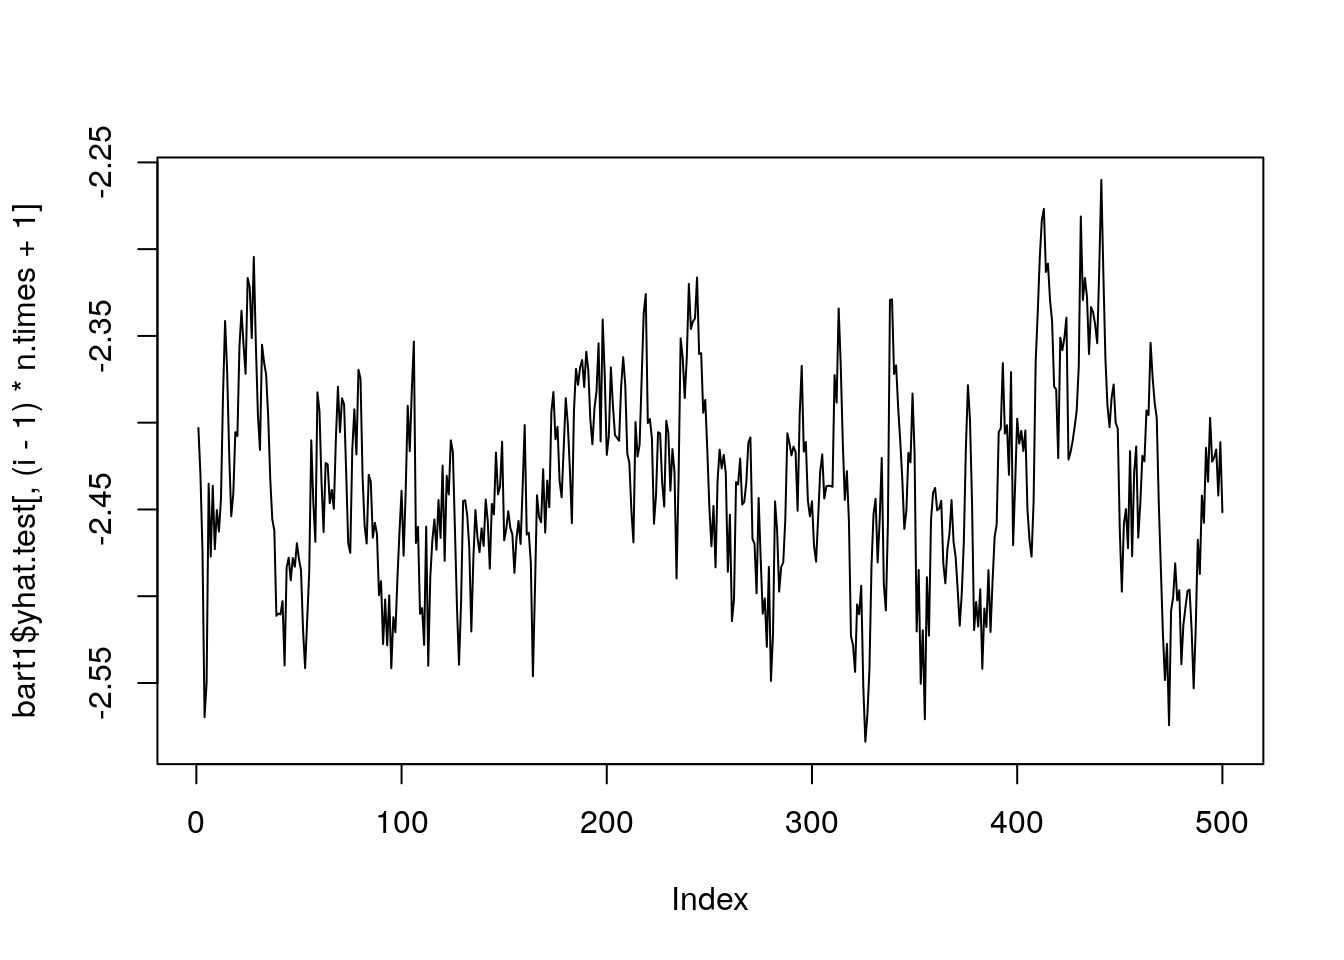 bart1$yhat.test[, (i - 1) * n.times + 1]
-2.25
-2.35
-2.45
-2.55
0 100 200 300 400 500
Index